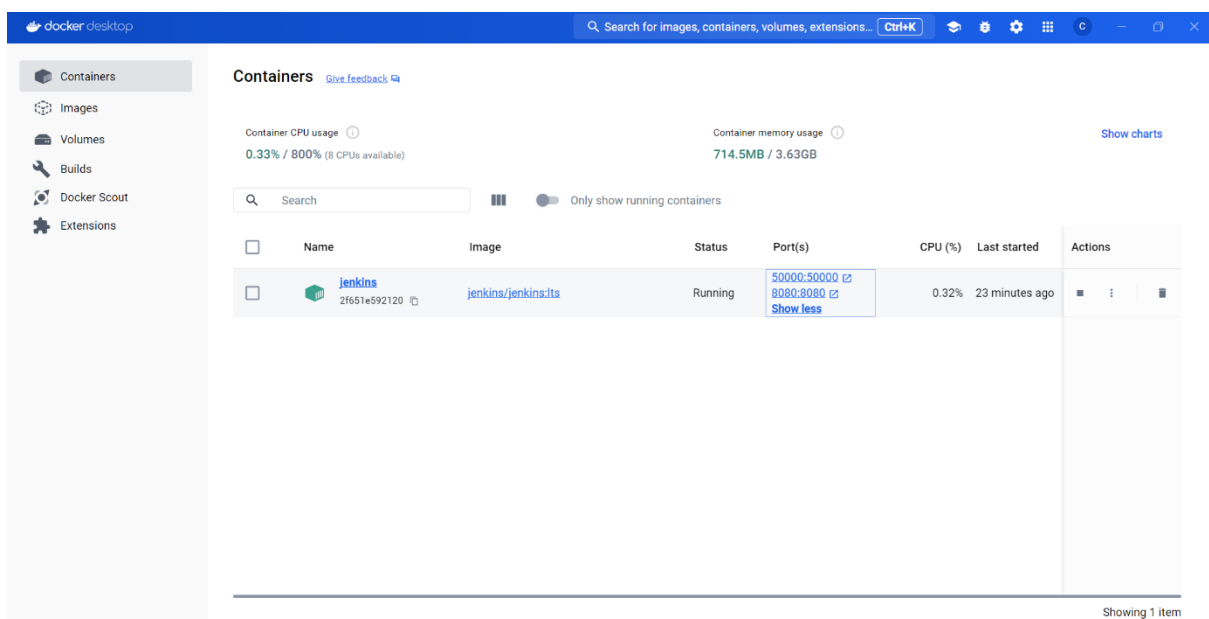 docker desktop
Search for images, containers, volumes, extensions... Ctrl+K
C
Containers
Images
Volumes
Builds
Docker Scout
Extensions
Containers Give feedback
Container CPU usage
0.33% / 800% (8 CPUs available)
Container memory usage
714.5MB / 3.63GB
Show charts
Search
Only show running containers
Name Image Status Port(s) CPU (%) Last started Actions
jenkins
2f651e592120
jenkins/jenkins:lts
Running
50000:50000
8080:8080
Show less
0.32%
23 minutes ago
Showing 1 item